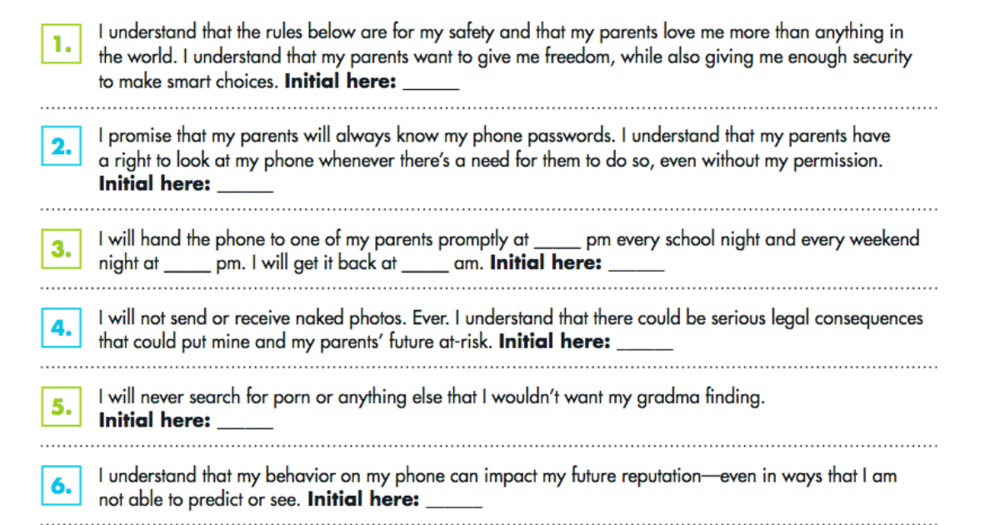 1. I understand that the rules below are for my safety and that my parents love me more than anything in
the world. I understand that my parents want to give me freedom, while also giving me enough security
to make smart choices. Initial here: ______
2. I promise that my parents will always know my phone passwords. I understand that my parents have
a right to look at my phone whenever there's a need for them to do so, even without my permission.
Initial here: ______
3. I will hand the phone to one of my parents promptly at _____ pm every school night and every weekend
night at _____ pm. I will get it back at _____ am. Initial here: ______
4. I will not send or receive naked photos. Ever. I understand that there could be serious legal consequences
that could put mine and my parents' future at-risk. Initial here: ______
5. I will never search for porn or anything else that I wouldn't want my gradma finding.
Initial here: ______
6. I understand that my behavior on my phone can impact my future reputation—even in ways that I am
not able to predict or see. Initial here: ______